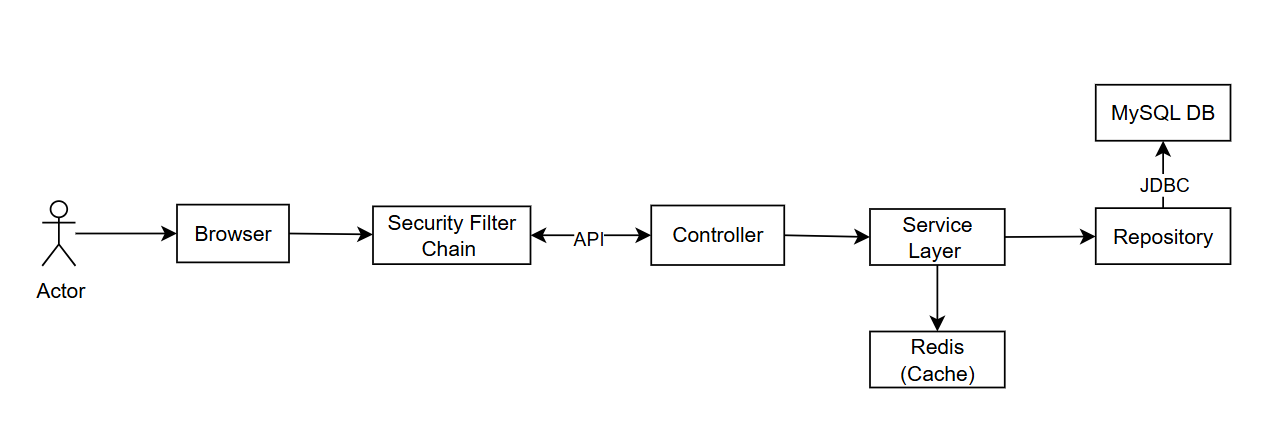 MySQL DB
JDBC
Actor
Browser
Security Filter
Chain
API
Controller
Service
Layer
Repository
Redis
(Cache)